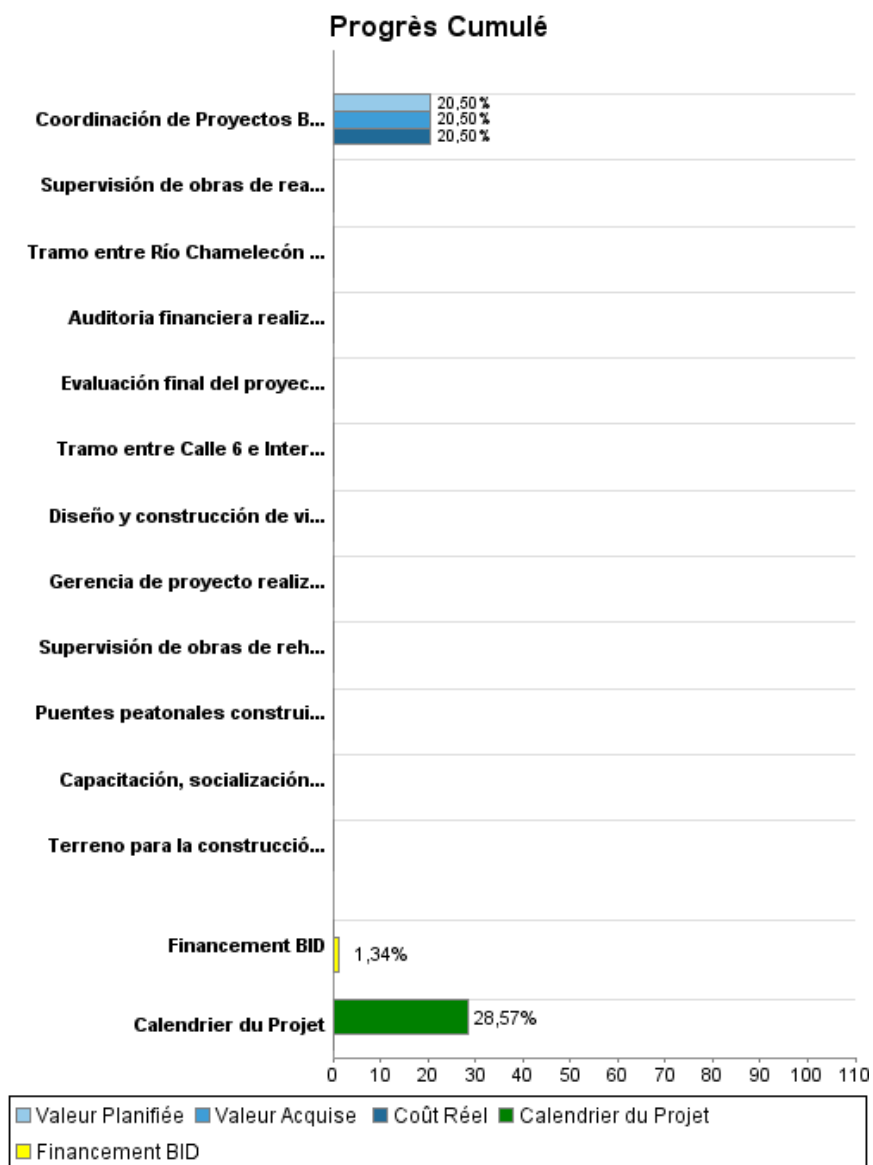 Progrès Cumulé
Coordinación de Proyectos B...
20,50%
20,50%
20,50%
Supervisión de obras de rea...
Tramo entre Río Chamelecón ...
Auditoria financiera realiz...
Evaluación final del proyec...
Tramo entre Calle 6 e Inter...
Diseño y construcción de vi...
Gerencia de proyecto realiz...
Supervisión de obras de reh...
Puentes peatonales construi...
Capacitación, socialización...
Terreno para la construcció...
Financement BID
1,34%
Calendrier du Projet
28,57%
0 10 20 30 40 50 60 70 80 90 100 110
Valeur Planifiée Valeur Acquise Coût Réel Calendrier du Projet
Financement BID